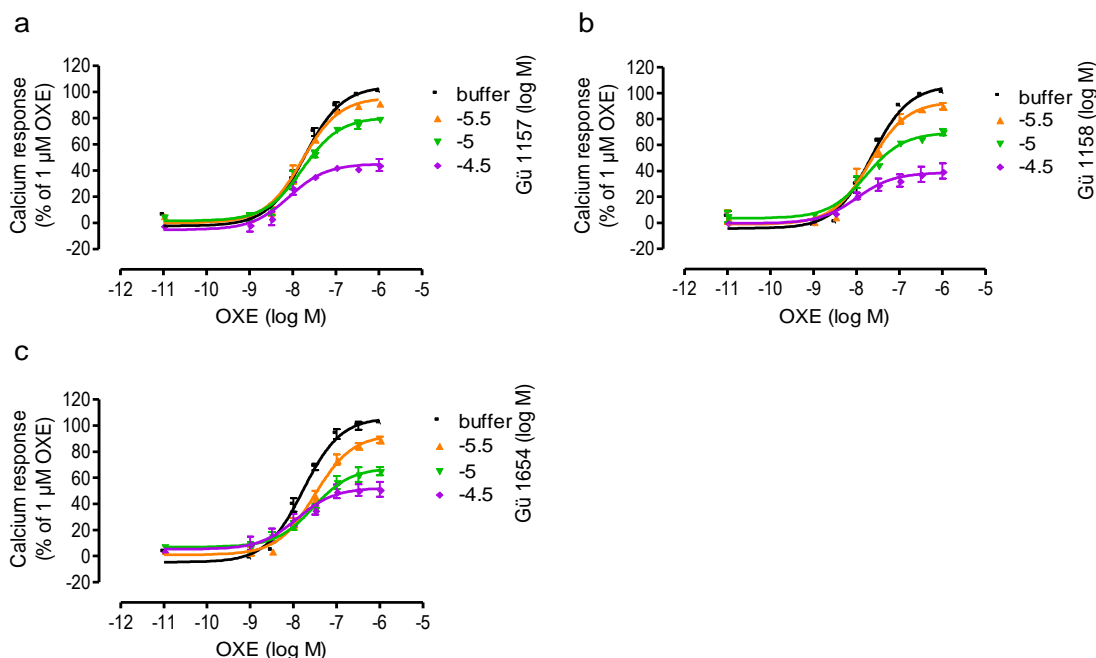 a
Calcium response
(% of 1 µM OXE)
120
100
80
60
40
20
0
-20
-12 -11 -10 -9 -8 -7 -6 -5
OXE (log M)
buffer
-5.5
-5
-4.5
Gü 1157 (log M)
b
Calcium response
(% of 1 µM OXE)
120
100
80
60
40
20
0
-20
-12 -11 -10 -9 -8 -7 -6 -5
OXE (log M)
buffer
-5.5
-5
-4.5
Gü 1158 (log M)
c
Calcium response
(% of 1 µM OXE)
120
100
80
60
40
20
0
-20
-12 -11 -10 -9 -8 -7 -6 -5
OXE (log M)
buffer
-5.5
-5
-4.5
Gü 1654 (log M)